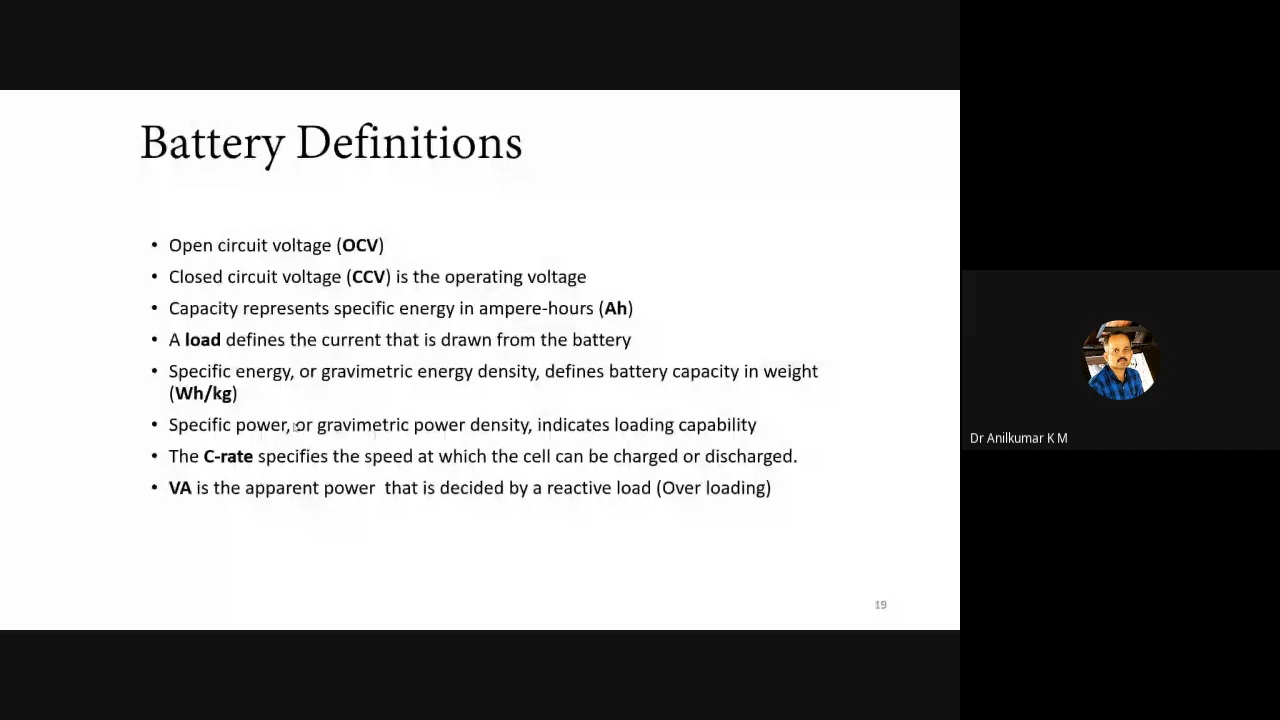 Battery Definitions
• Open circuit voltage (OCV)
• Closed circuit voltage (CCV) is the operating voltage
• Capacity represents specific energy in ampere-hours (Ah)
• A load defines the current that is drawn from the battery
• Specific energy, or gravimetric energy density, defines battery capacity in weight
(Wh/kg)
• Specific power, or gravimetric power density, indicates loading capability
• The C-rate specifies the speed at which the cell can be charged or discharged.
• VA is the apparent power  that is decided by a reactive load (Over loading)
19
Dr Anilkumar K M